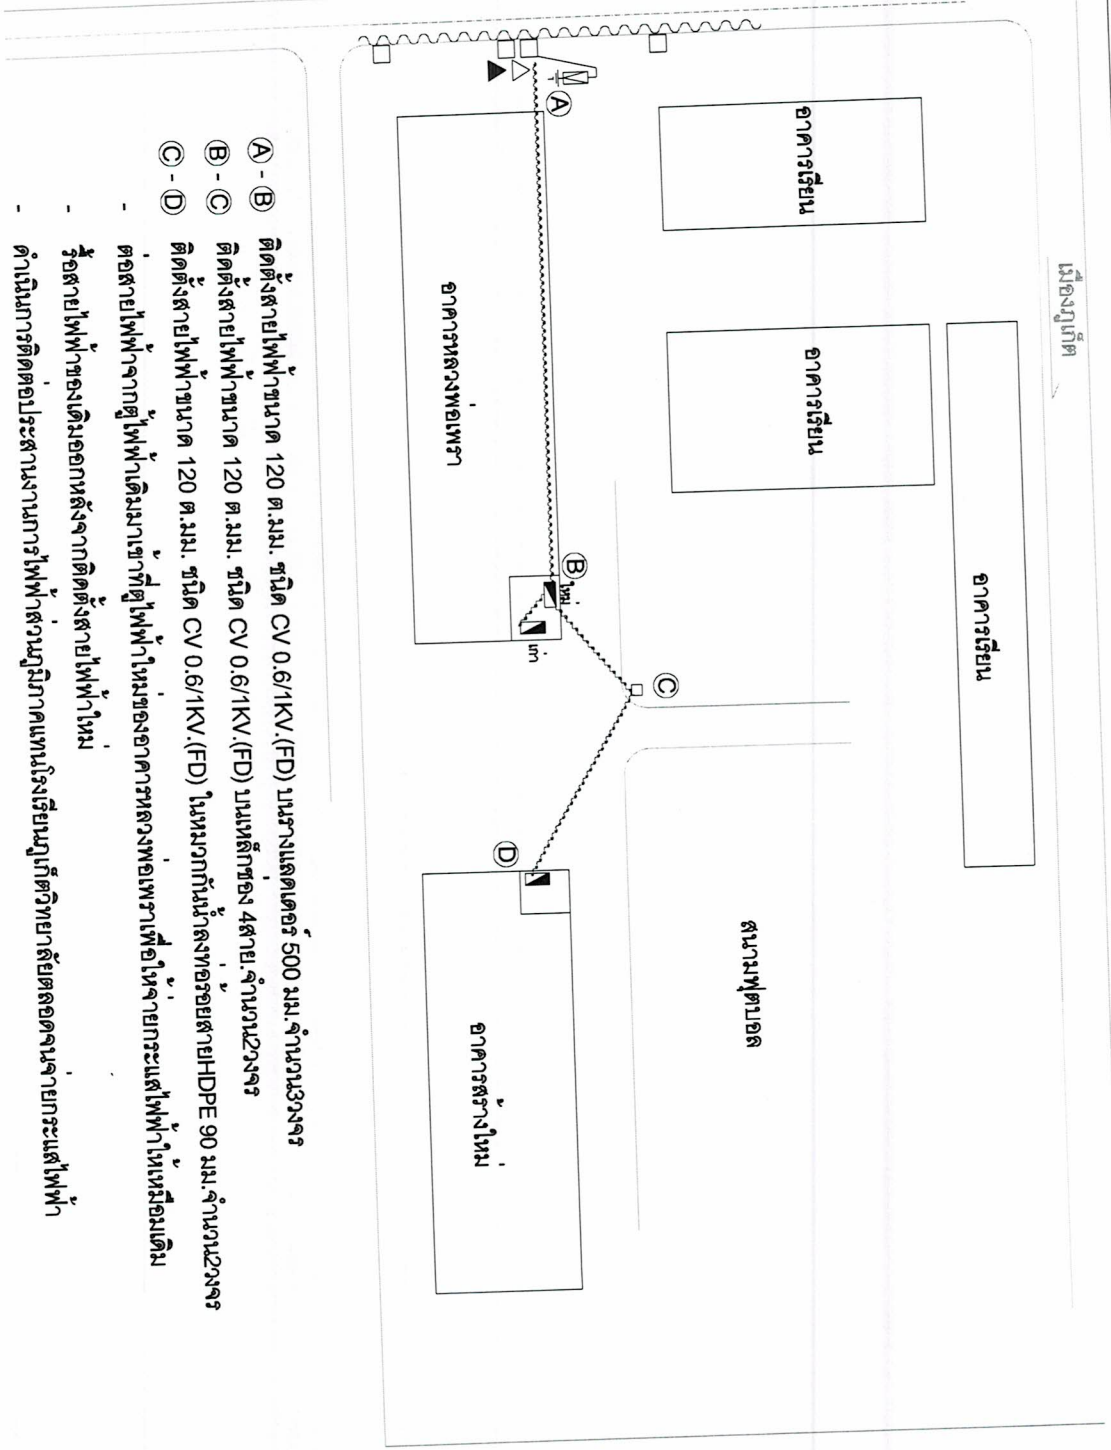 เมืองภูเก็ต
อาคารเรียน
อาคารเรียน
อาคารเรียน
สนามฟุตบอล
A
อาคารหลวงพ่อเพรา
B
ใหม่
เก่า
C
D
อาคารสร้างใหม่
A - B ติดตั้งสายไฟฟ้าขนาด 120 ต.มม. ชนิด CV 0.6/1KV.(FD) บนรางแลดเดอร์ 500 มม.จำนวน3วงจร
B - C ติดตั้งสายไฟฟ้าขนาด 120 ต.มม. ชนิด CV 0.6/1KV.(FD) บนเหล็กฃอง 4สาย.จำนวน2วงจร
C - D ติดตั้งสายไฟฟ้าขนาด 120 ต.มม. ชนิด CV 0.6/1KV.(FD) ในหมวกกันน้ำลงท่อร้อยสายHDPE 90 มม.จำนวน2วงจร
- ต่อสายไฟฟ้าจากตู้ไฟฟ้าเดิมมาเข้าที่ตู้ไฟฟ้าใหม่ของอาคารหลวงพ่อเพราเพื่อให้จ่ายกระแสไฟฟ้าให้เหมือมเดิม
- รื้อสายไฟฟ้าของเดิมออกหลังจากติดตั้งสายไฟฟ้าใหม่
- ดำเนินการติดต่อประสานงานการไฟฟ้าส่วนภูมิภาคแทนโรงเรียนภูเก็ตวิทยาลัยตลอดจนจ่ายกระแสไฟฟ้า